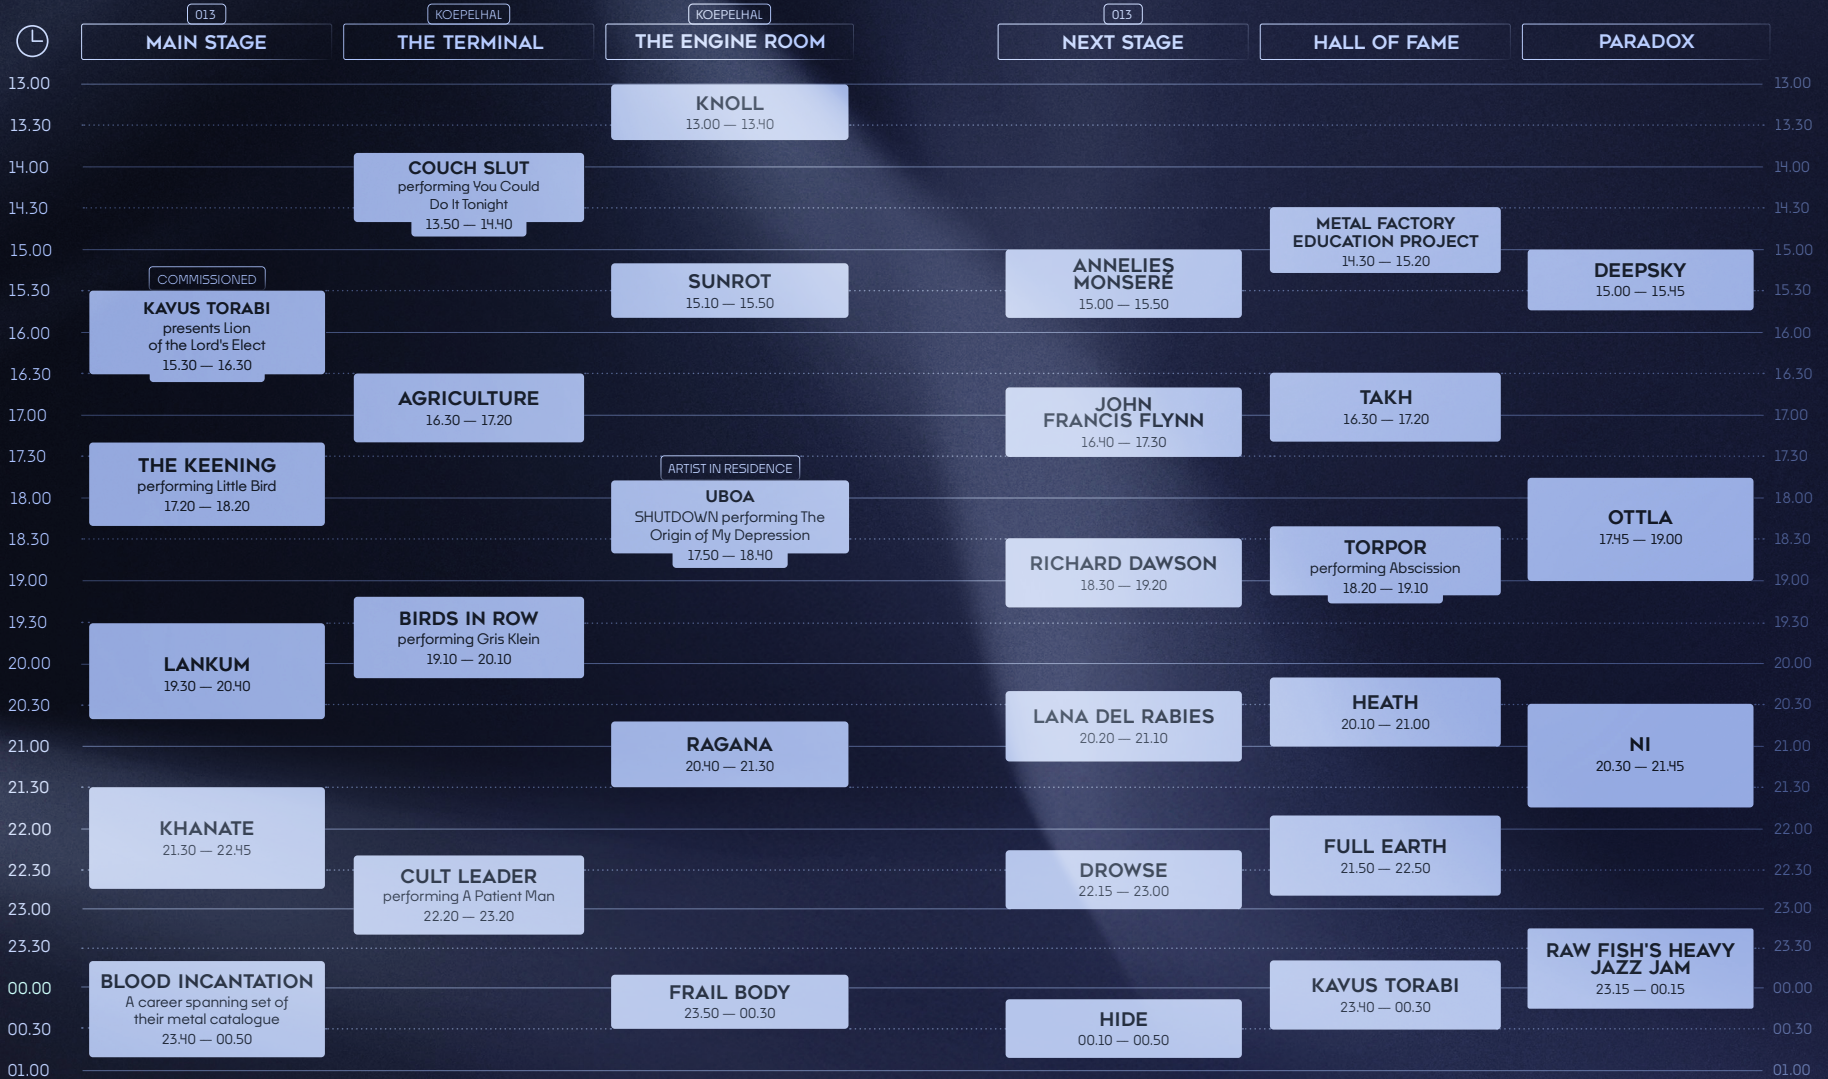 013
KOEPELHAL
KOEPELHAL
013
MAIN STAGE
THE TERMINAL
THE ENGINE ROOM
NEXT STAGE
HALL OF FAME
PARADOX
13.00
13.30
14.00
14.30
15.00
15.30
16.00
16.30
17.00
17.30
18.00
18.30
19.00
19.30
20.00
20.30
21.00
21.30
22.00
22.30
23.00
23.30
00.00
00.30
01.00
COMMISSIONED
KAVUS TORABI
presents Lion
of the Lord's Elect
15.30 — 16.30
THE KEENING
performing Little Bird
17.20 — 18.20
LANKUM
19.30 — 20.40
KHANATE
21.30 — 22.45
BLOOD INCANTATION
A career spanning set of
their metal catalogue
23.40 — 00.50
COUCH SLUT
performing You Could
Do It Tonight
13.50 — 14.40
AGRICULTURE
16.30 — 17.20
BIRDS IN ROW
performing Gris Klein
19.10 — 20.10
CULT LEADER
performing A Patient Man
22.20 — 23.20
KNOLL
13.00 — 13.40
SUNROT
15.10 — 15.50
ARTIST IN RESIDENCE
UBOA
SHUTDOWN performing The
Origin of My Depression
17.50 — 18.40
RAGANA
20.40 — 21.30
FRAIL BODY
23.50 — 00.30
ANNELIES
MONSERÉ
15.00 — 15.50
JOHN
FRANCIS FLYNN
16.40 — 17.30
RICHARD DAWSON
18.30 — 19.20
LANA DEL RABIES
20.20 — 21.10
DROWSE
22.15 — 23.00
HIDE
00.10 — 00.50
METAL FACTORY
EDUCATION PROJECT
14.30 — 15.20
TAKH
16.30 — 17.20
TORPOR
performing Abscission
18.20 — 19.10
HEATH
20.10 — 21.00
FULL EARTH
21.50 — 22.50
KAVUS TORABI
23.40 — 00.30
DEEPSKY
15.00 — 15.45
OTTLA
17.45 — 19.00
NI
20.30 — 21.45
RAW FISH'S HEAVY
JAZZ JAM
23.15 — 00.15
13.00
13.30
14.00
14.30
15.00
15.30
16.00
16.30
17.00
17.30
18.00
18.30
19.00
19.30
20.00
20.30
21.00
21.30
22.00
22.30
23.00
23.30
00.00
00.30
01.00